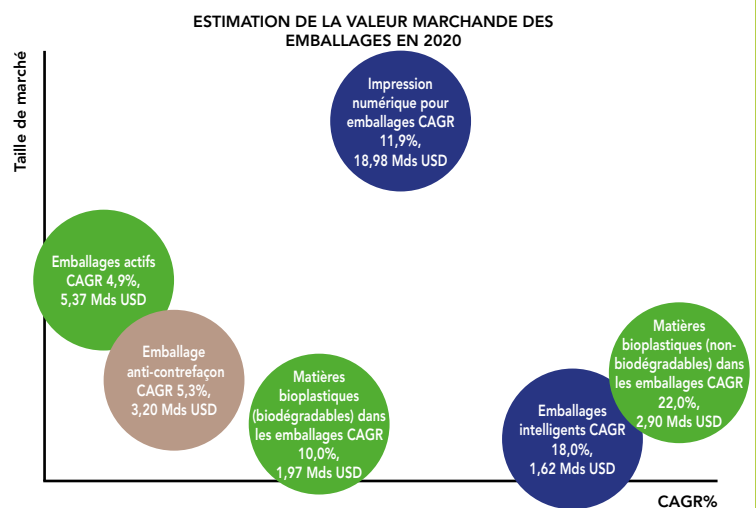 ESTIMATION DE LA VALEUR MARCHANDE DES
EMBALLAGES EN 2020
Taille de marché
Impression
numérique pour
emballages CAGR
11,9%,
18,98 Mds USD
Emballages actifs
CAGR 4,9%,
5,37 Mds USD
Emballage
anti-contrefaçon
CAGR 5,3%,
3,20 Mds USD
Matières
bioplastiques
(biodégradables) dans
les emballages CAGR
10,0%,
1,97 Mds USD
Emballages
intelligents CAGR
18,0%,
1,62 Mds USD
Matières
bioplastiques (non-
biodégradables) dans
les emballages CAGR
22,0%,
2,90 Mds USD
CAGR%